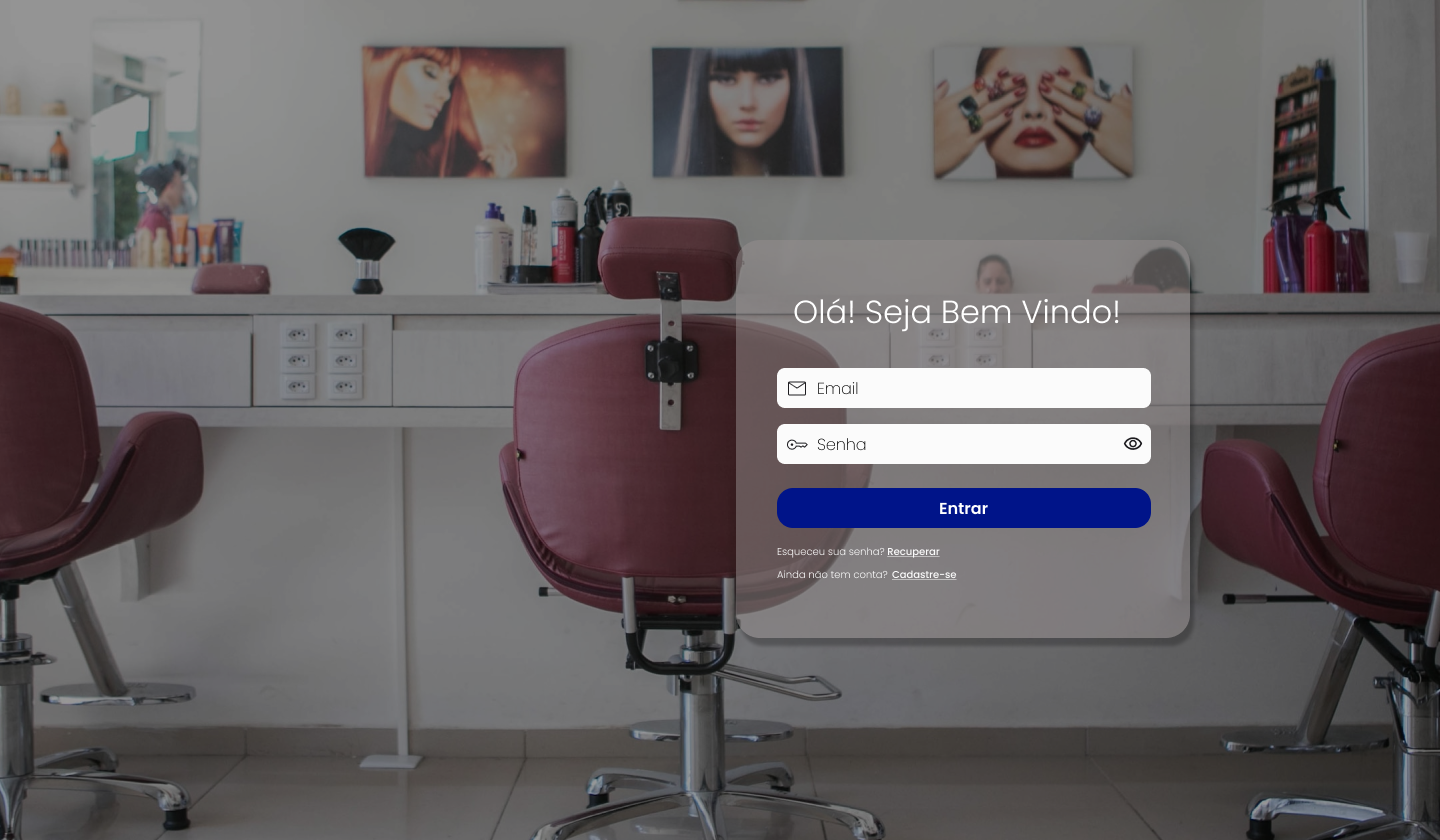 Olá! Seja Bem Vindo!
Email
Senha
Entrar
Esqueceu sua senha? Recuperar
Ainda não tem conta? Cadastre-se